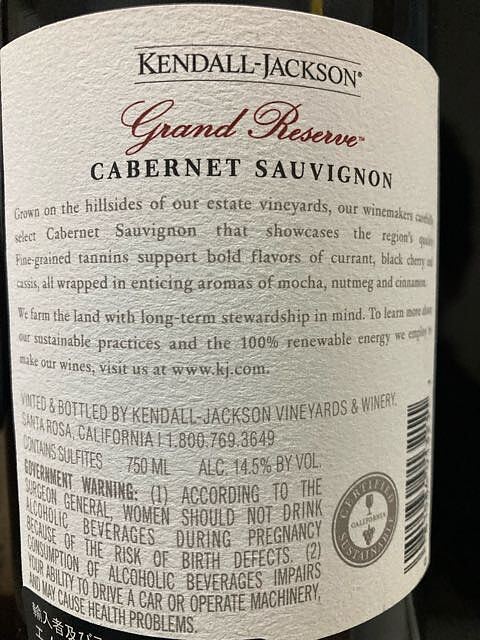 KENDALL-JACKSON®
Grand Reserve™
CABERNET SAUVIGNON
Grown on the hillsides of our estate vineyards, our winemakers carefully
select Cabernet Sauvignon that showcases the region's quality
Fine-grained tannins support bold flavors of currant, black cherry and
cassis, all wrapped in enticing aromas of mocha, nutmeg and cinnamon.
We farm the land with long-term stewardship in mind. To learn more about
our sustainable practices and the 100% renewable energy we employ to
make our wines, visit us at www.kj.com.
VINTED & BOTTLED BY KENDALL-JACKSON VINEYARDS & WINERY,
SANTA ROSA, CALIFORNIA | 1.800.769.3649
CONTAINS SULFITES 750 ML ALC. 14.5% BY VOL.
GOVERNMENT WARNING: (1) ACCORDING TO THE
SURGEON GENERAL, WOMEN SHOULD NOT DRINK
ALCOHOLIC BEVERAGES DURING PREGNANCY
BECAUSE OF THE RISK OF BIRTH DEFECTS. (2)
CONSUMPTION OF ALCOHOLIC BEVERAGES IMPAIRS
YOUR ABILITY TO DRIVE A CAR OR OPERATE MACHINERY,
AND MAY CAUSE HEALTH PROBLEMS.
CERTIFIED
CALIFORNIA
SUSTAINABLE
輸入者及び